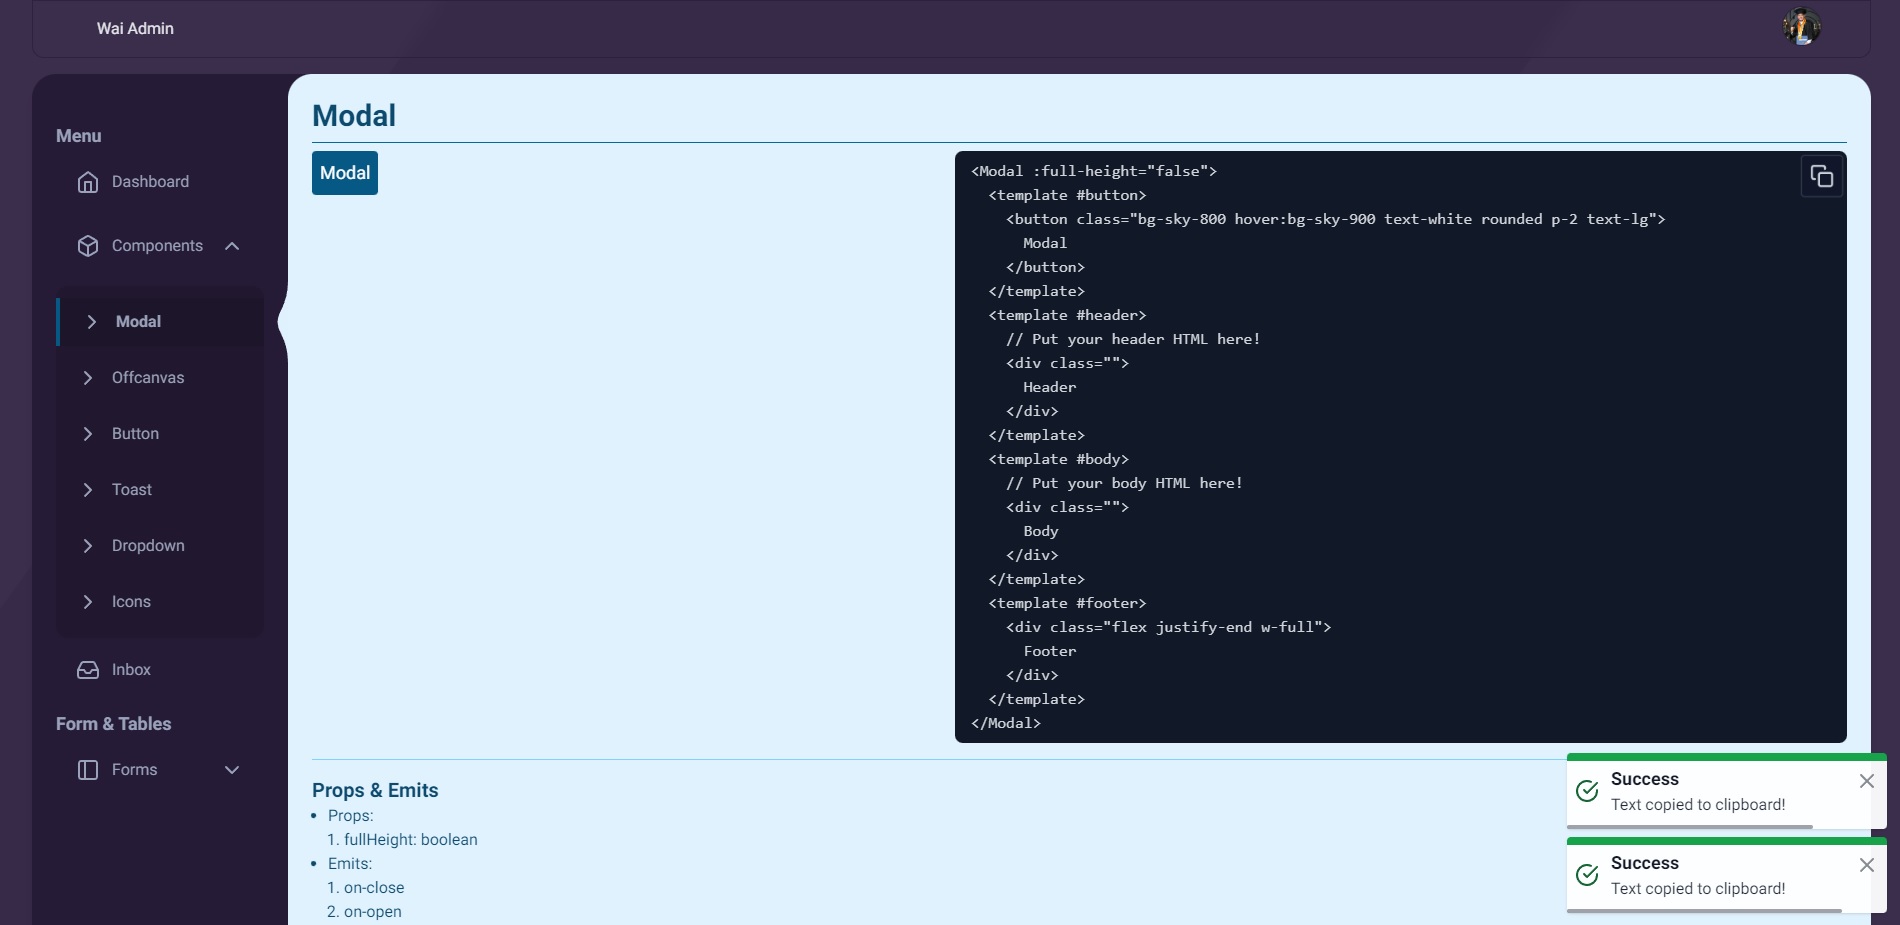 Wai Admin
Menu
Dashboard
Components
Modal
Offcanvas
Button
Toast
Dropdown
Icons
Inbox
Form & Tables
Forms
Modal
Modal
<Modal :full-height="false">
  <template #button>
    <button class="bg-sky-800 hover:bg-sky-900 text-white rounded p-2 text-lg">
      Modal
    </button>
  </template>
  <template #header>
    // Put your header HTML here!
    <div class="">
      Header
    </div>
  </template>
  <template #body>
    // Put your body HTML here!
    <div class="">
      Body
    </div>
  </template>
  <template #footer>
    <div class="flex justify-end w-full">
      Footer
    </div>
  </template>
</Modal>
Props & Emits
• Props:
1. fullHeight: boolean
• Emits:
1. on-close
2. on-open
Success
Text copied to clipboard!
Success
Text copied to clipboard!